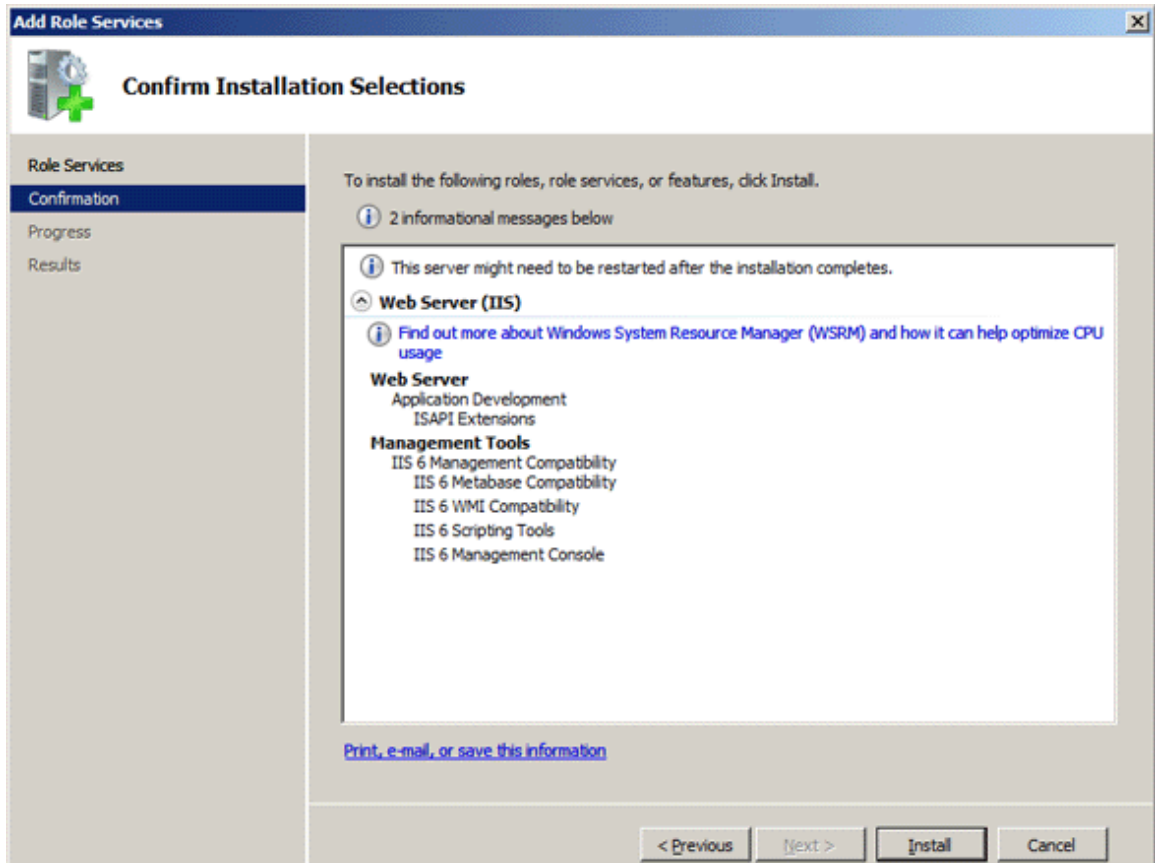 Add Role Services
Confirm Installation Selections
Role Services
Confirmation
Progress
Results
To install the following roles, role services, or features, click Install.
2 informational messages below
This server might need to be restarted after the installation completes.
Web Server (IIS)
Find out more about Windows System Resource Manager (WSRM) and how it can help optimize CPU
usage
Web Server
Application Development
ISAPI Extensions
Management Tools
IIS 6 Management Compatibility
IIS 6 Metabase Compatibility
IIS 6 WMI Compatibility
IIS 6 Scripting Tools
IIS 6 Management Console
Print, e-mail, or save this information
< Previous
Next >
Install
Cancel